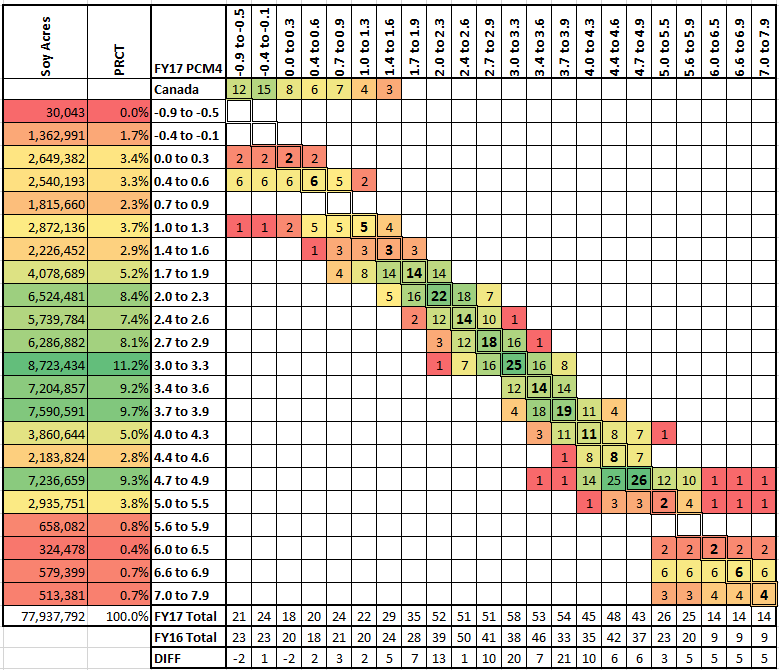 Soy Acres PRCT FY17 PCM4 -0.9 to -0.5 -0.4 to -0.1 0.0 to 0.3 0.4 to 0.6 0.7 to 0.9 1.0 to 1.3 1.4 to 1.6 1.7 to 1.9 2.0 to 2.3 2.4 to 2.6 2.7 to 2.9 3.0 to 3.3 3.4 to 3.6 3.7 to 3.9 4.0 to 4.3 4.4 to 4.6 4.7 to 4.9 5.0 to 5.5 5.6 to 5.9 6.0 to 6.5 6.6 to 6.9 7.0 to 7.9
Canada 12 15 8 6 7 4 3
30,043 0.0% -0.9 to -0.5
1,362,991 1.7% -0.4 to -0.1
2,649,382 3.4% 0.0 to 0.3 2 2 2 2
2,540,193 3.3% 0.4 to 0.6 6 6 6 6 5 2
1,815,660 2.3% 0.7 to 0.9
2,872,136 3.7% 1.0 to 1.3 1 1 2 5 5 5 4
2,226,452 2.9% 1.4 to 1.6 1 3 3 3 3
4,078,689 5.2% 1.7 to 1.9 4 8 14 14 14
6,524,481 8.4% 2.0 to 2.3 5 16 22 18 7
5,739,784 7.4% 2.4 to 2.6 2 12 14 10 1
6,286,882 8.1% 2.7 to 2.9 3 12 18 16 1
8,723,434 11.2% 3.0 to 3.3 1 7 16 25 16 8
7,204,857 9.2% 3.4 to 3.6 12 14 14
7,590,591 9.7% 3.7 to 3.9 4 18 19 11 4
3,860,644 5.0% 4.0 to 4.3 3 11 11 8 7 1
2,183,824 2.8% 4.4 to 4.6 1 8 8 7
7,236,659 9.3% 4.7 to 4.9 1 1 14 25 26 12 10 1 1 1
2,935,751 3.8% 5.0 to 5.5 1 3 3 2 4 1 1 1
658,082 0.8% 5.6 to 5.9
324,478 0.4% 6.0 to 6.5 2 2 2 2 2
579,399 0.7% 6.6 to 6.9 6 6 6 6 6
513,381 0.7% 7.0 to 7.9 3 3 4 4 4
77,937,792 100.0% FY17 Total 21 24 18 20 24 22 29 35 52 51 51 58 53 54 45 48 43 26 25 14 14 14
FY16 Total 23 23 20 18 21 20 24 28 39 50 41 38 46 33 35 42 37 23 20 9 9 9
DIFF -2 1 -2 2 3 2 5 7 13 1 10 20 7 21 10 6 6 3 5 5 5 5